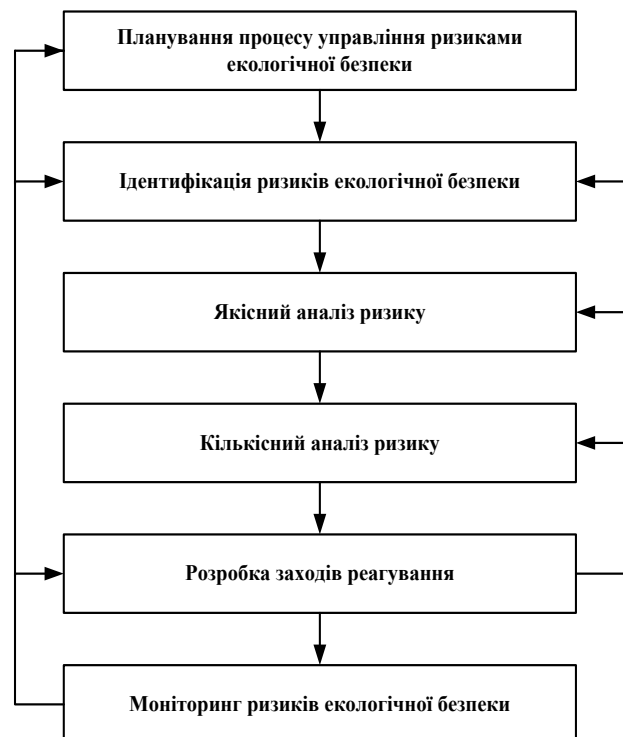 Планування процесу управління ризиками
екологічної безпеки
Ідентифікація ризиків екологічної безпеки
Якісний аналіз ризику
Кількісний аналіз ризику
Розробка заходів реагування
Моніторинг ризиків екологічної безпеки